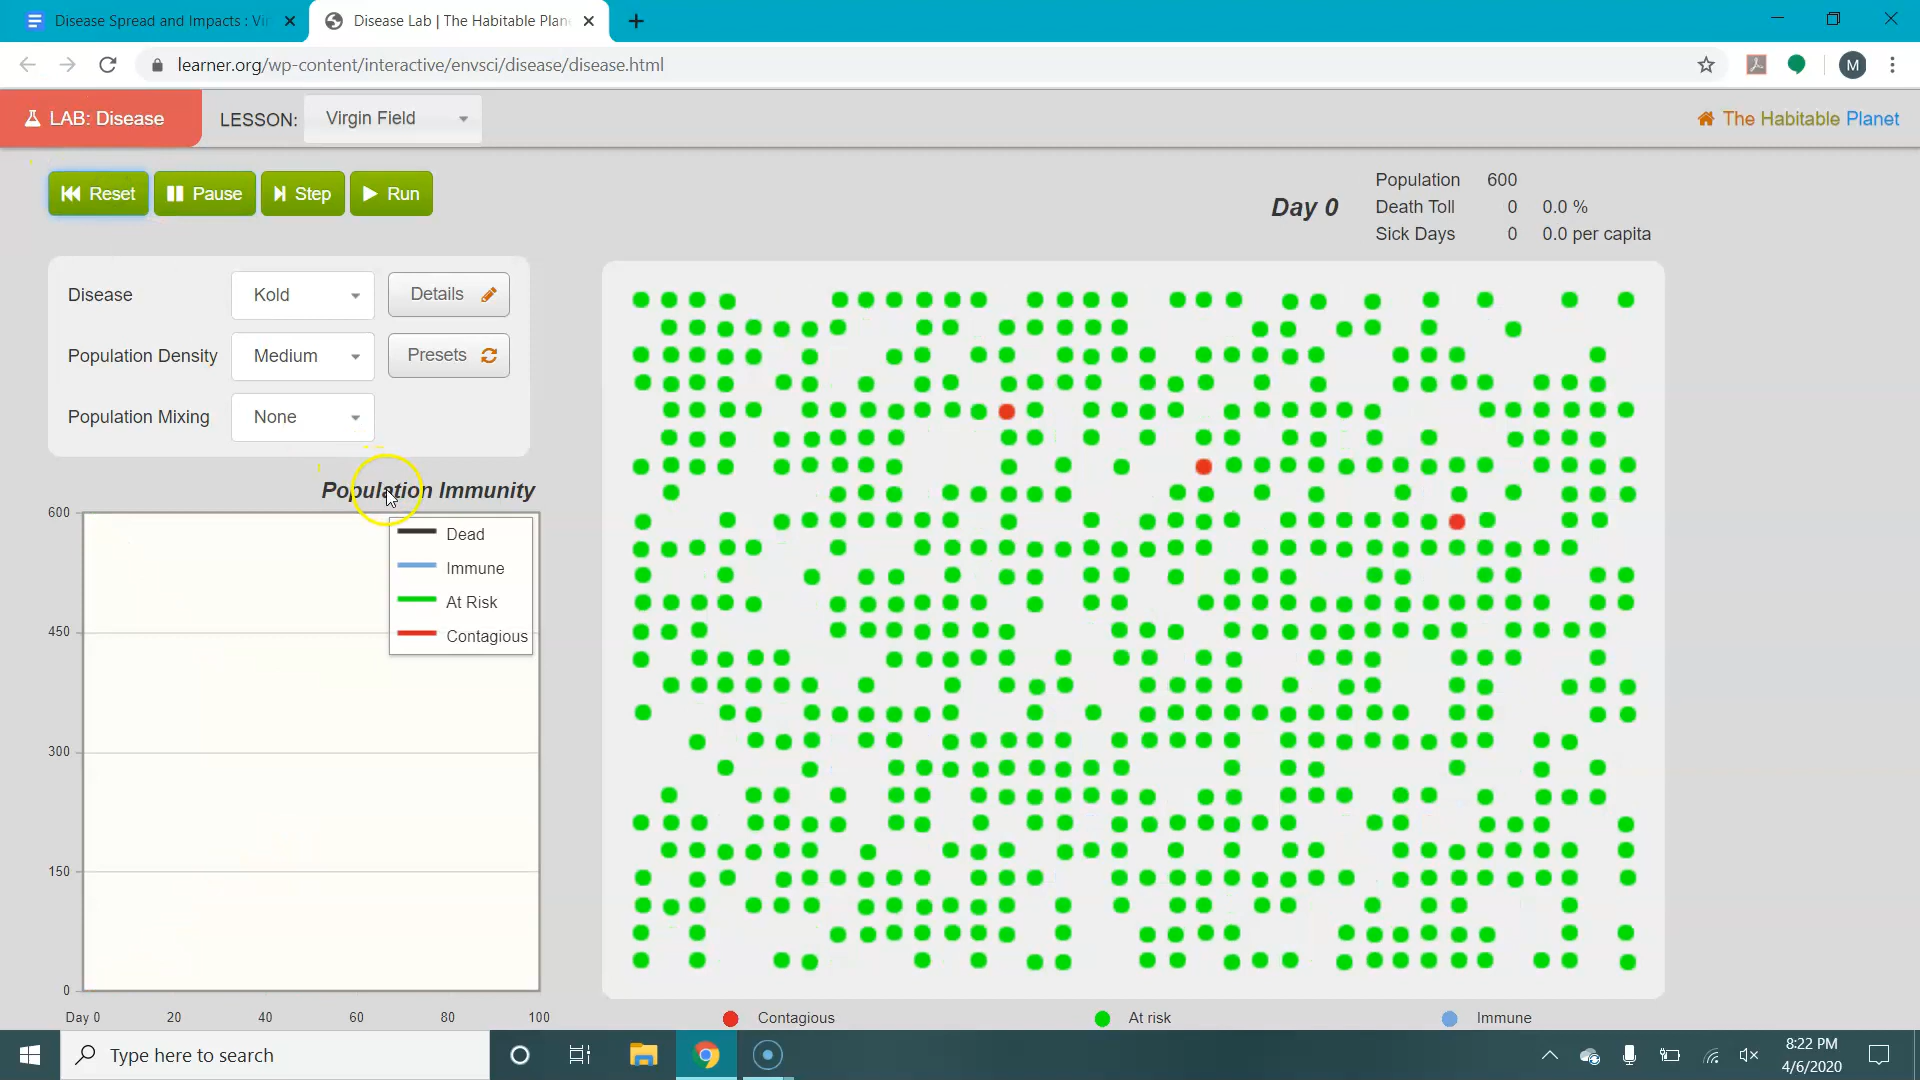 Disease Spread and Impacts : Vi
Disease Lab | The Habitable Plan
learner.org/wp-content/interactive/envsci/disease/disease.html
M
LAB: Disease
LESSON:
Virgin Field
The Habitable Planet
Reset
Pause
Step
Run
Day 0
Population 600
Death Toll 0 0.0 %
Sick Days 0 0.0 per capita
Disease
Kold
Details
Population Density
Medium
Presets
Population Mixing
None
Population Immunity
600
450
300
150
0
Dead
Immune
At Risk
Contagious
Day 0 20 40 60 80 100
Contagious
At risk
Immune
Type here to search
8:22 PM
4/6/2020